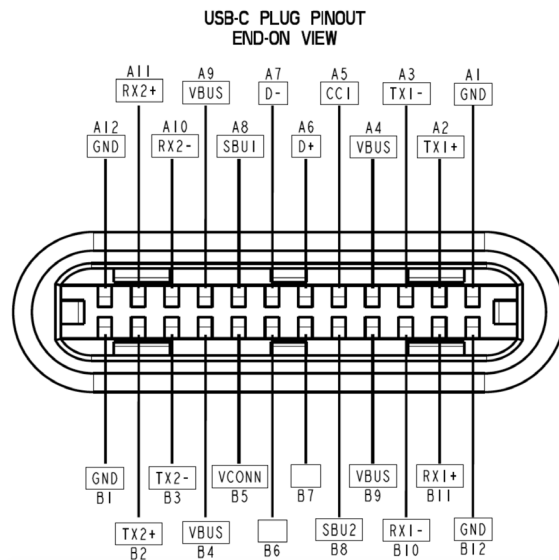 USB-C PLUG PINOUT
END-ON VIEW
A11 A9 A7 A5 A3 A1
RX2+ VBUS D- CC1 TX1- GND
A12 A10 A8 A6 A4 A2
GND RX2- SBU1 D+ VBUS TX1+
GND TX2- VCONN VBUS RX1+
B1 B3 B5 B7 B9 B11
TX2+ VBUS SBU2 RX1- GND
B2 B4 B6 B8 B10 B12